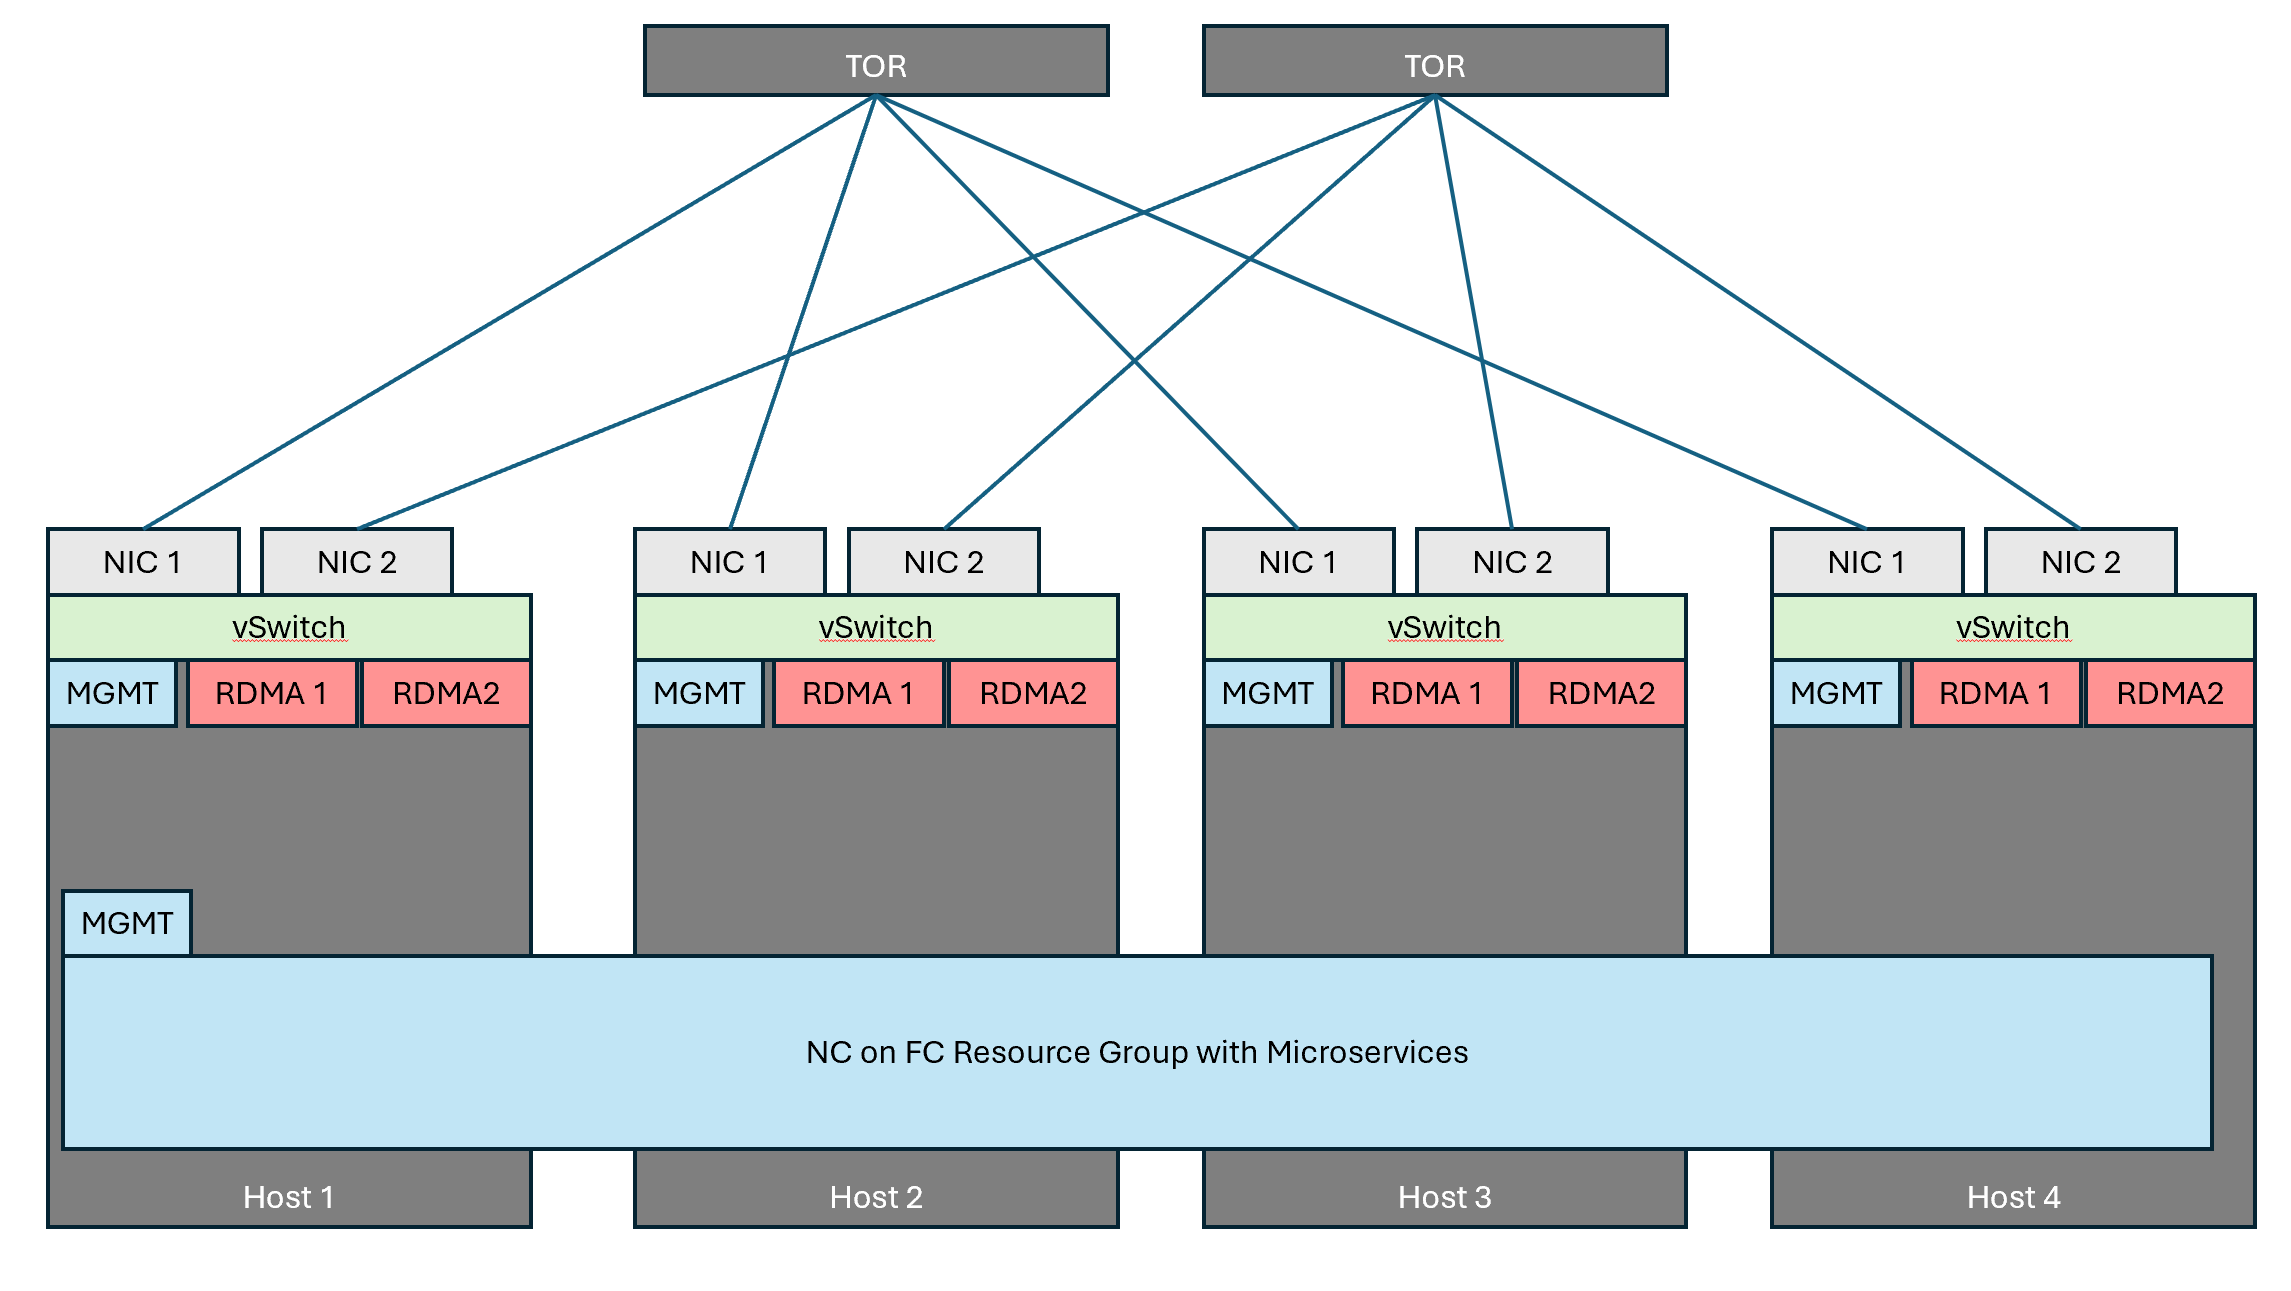 TOR
TOR
NIC 1
NIC 2
NIC 1
NIC 2
NIC 1
NIC 2
NIC 1
NIC 2
vSwitch
vSwitch
vSwitch
vSwitch
MGMT
RDMA 1
RDMA2
MGMT
RDMA 1
RDMA2
MGMT
RDMA 1
RDMA2
MGMT
RDMA 1
RDMA2
MGMT
NC on FC Resource Group with Microservices
Host 1
Host 2
Host 3
Host 4